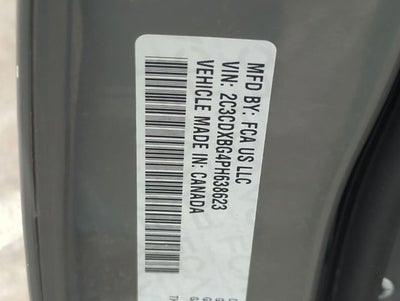 MFD BY: FCA US LLC
VIN: 2C3CDXBG4PH638623
VEHICLE MADE IN: CANADA